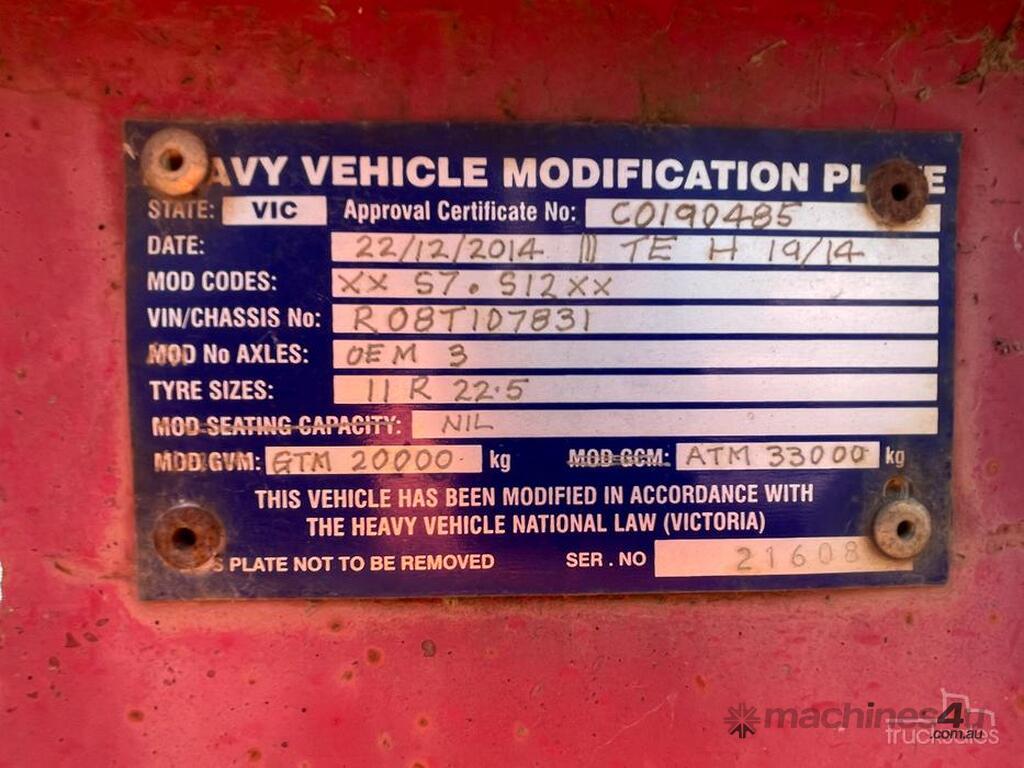 AVY VEHICLE MODIFICATION PL E
STATE: VIC Approval Certificate No: C0190485
DATE: 22/12/2014 TE H 19/14
MOD CODES: XX S7. S12XX
VIN/CHASSIS No: R08T107831
MOD No AXLES: OEM 3
TYRE SIZES: 11 R 22.5
MOD SEATING CAPACITY: NIL
MOD GVM: GTM 20000 kg MOD GCM: ATM 33000 kg
THIS VEHICLE HAS BEEN MODIFIED IN ACCORDANCE WITH
THE HEAVY VEHICLE NATIONAL LAW (VICTORIA)
S PLATE NOT TO BE REMOVED SER . NO 21608
machines4u
.com.au
trucksales